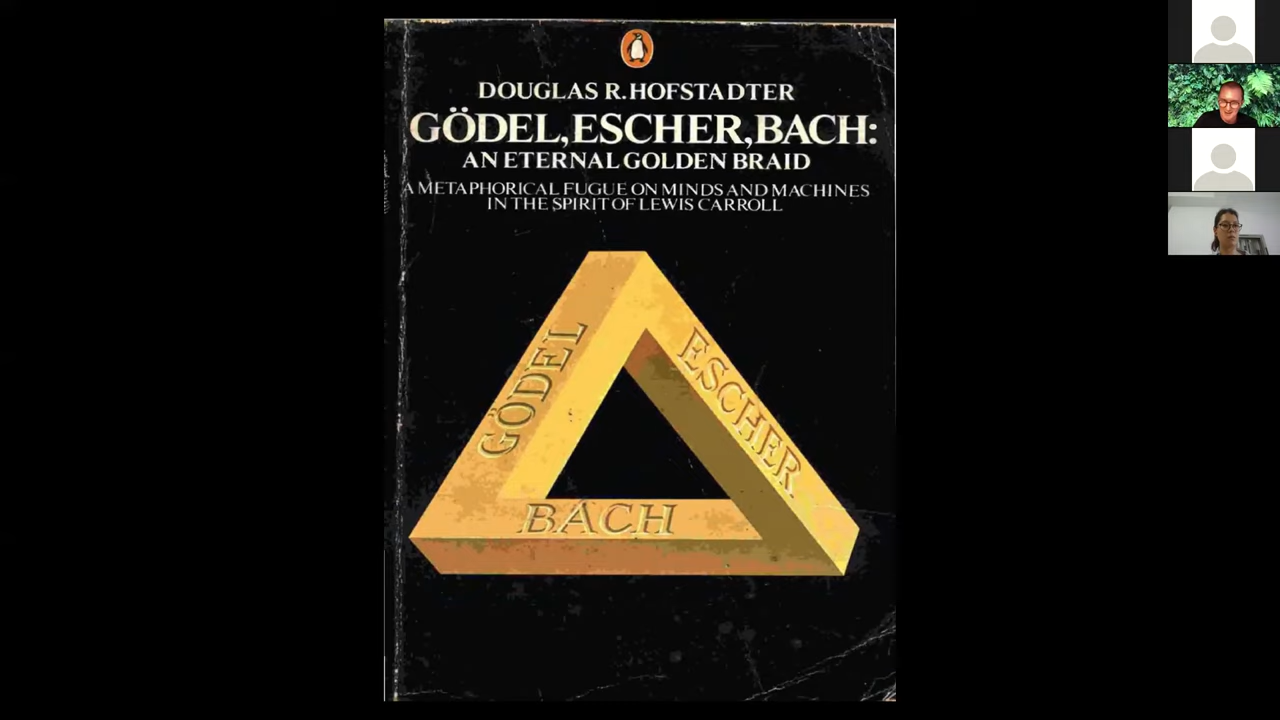 DOUGLAS R. HOFSTADTER
GÖDEL, ESCHER, BACH:
AN ETERNAL GOLDEN BRAID
A METAPHORICAL FUGUE ON MINDS AND MACHINES
IN THE SPIRIT OF LEWIS CARROLL
GÖDEL
ESCHER
BACH